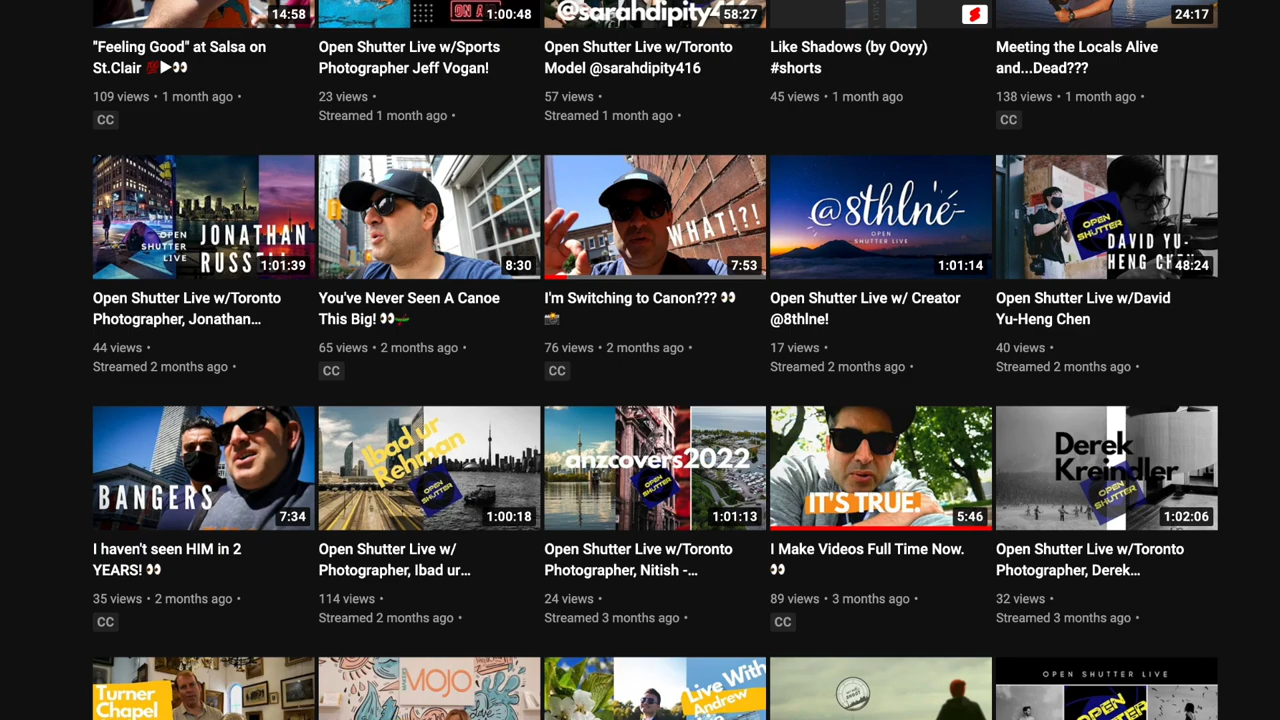 14:58
ON A
1:00:48
@sarahdipity416
58:27
24:17
"Feeling Good" at Salsa on
St.Clair 💯▶👀
109 views • 1 month ago •
CC
Open Shutter Live w/Sports
Photographer Jeff Vogan!
23 views •
Streamed 1 month ago •
Open Shutter Live w/Toronto
Model @sarahdipity416
57 views •
Streamed 1 month ago •
Like Shadows (by Ooyy)
#shorts
45 views • 1 month ago
Meeting the Locals Alive
and...Dead???
138 views • 1 month ago •
CC
OPEN
SHUTTER
LIVE
JONATHAN
RUSSELL
1:01:39
8:30
WHAT!?!
7:53
@8thlne
OPEN
SHUTTER LIVE
1:01:14
OPEN
SHUTTER
DAVID YU-
HENG CHEN
48:24
Open Shutter Live w/Toronto
Photographer, Jonathan...
44 views •
Streamed 2 months ago •
You've Never Seen A Canoe
This Big! 👀🛶
65 views • 2 months ago •
CC
I'm Switching to Canon??? 👀
📸
76 views • 2 months ago •
CC
Open Shutter Live w/ Creator
@8thlne!
17 views •
Streamed 2 months ago •
Open Shutter Live w/David
Yu-Heng Chen
40 views •
Streamed 2 months ago •
BANGERS
7:34
Ibad ur
Rehman
OPEN
SHUTTER
1:00:18
anzcovers2022
OPEN
SHUTTER
1:01:13
IT'S TRUE.
5:46
Derek
Kreindler
OPEN
SHUTTER
1:02:06
I haven't seen HIM in 2
YEARS! 👀
35 views • 2 months ago •
CC
Open Shutter Live w/
Photographer, Ibad ur...
114 views •
Streamed 2 months ago •
Open Shutter Live w/Toronto
Photographer, Nitish -...
24 views •
Streamed 3 months ago •
I Make Videos Full Time Now.
👀
89 views • 3 months ago •
CC
Open Shutter Live w/Toronto
Photographer, Derek...
32 views •
Streamed 3 months ago •
Turner
Chapel
MOJO
Live With
Andrew
OPEN SHUTTER LIVE
OPEN